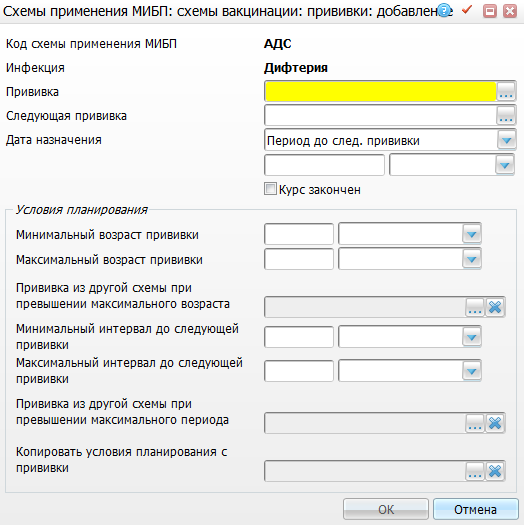 Схемы применения МИБП: схемы вакцинации: прививки: добавление
Код схемы применения МИБП АДС
Инфекция Дифтерия
Прививка ...
Следующая прививка ...
Дата назначения Период до след. прививки
Курс закончен
Условия планирования
Минимальный возраст прививки
Максимальный возраст прививки
Прививка из другой схемы при
превышении максимального возраста ...
Минимальный интервал до следующей
прививки
Максимальный интервал до следующей
прививки
Прививка из другой схемы при
превышении максимального периода ...
Копировать условия планирования с
прививки ...
ОК Отмена